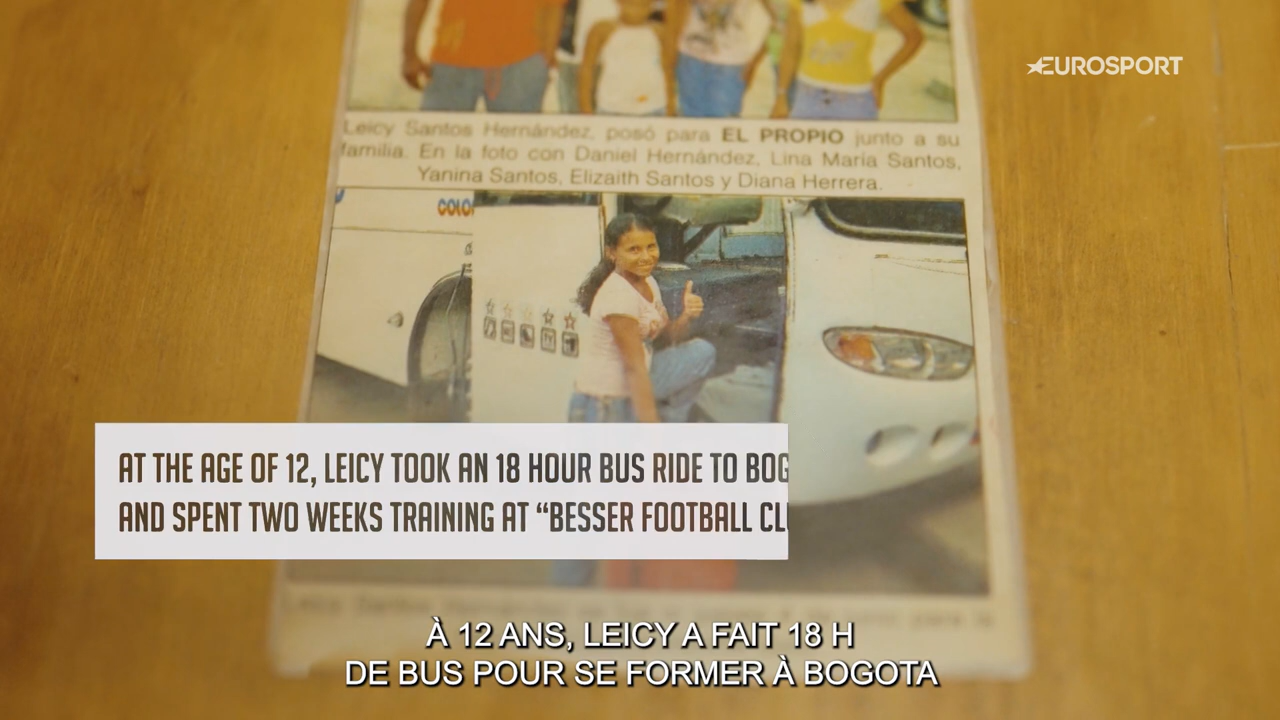 EUROSPORT
Leicy Santos Hernández, posó para EL PROPIO junto a su
familia. En la foto con Daniel Hernández, Lina María Santos,
Yanina Santos, Elizaith Santos y Diana Herrera.
COLO
AT THE AGE OF 12, LEICY TOOK AN 18 HOUR BUS RIDE TO BOG
AND SPENT TWO WEEKS TRAINING AT “BESSER FOOTBALL CLU
À 12 ANS, LEICY A FAIT 18 H
DE BUS POUR SE FORMER À BOGOTA